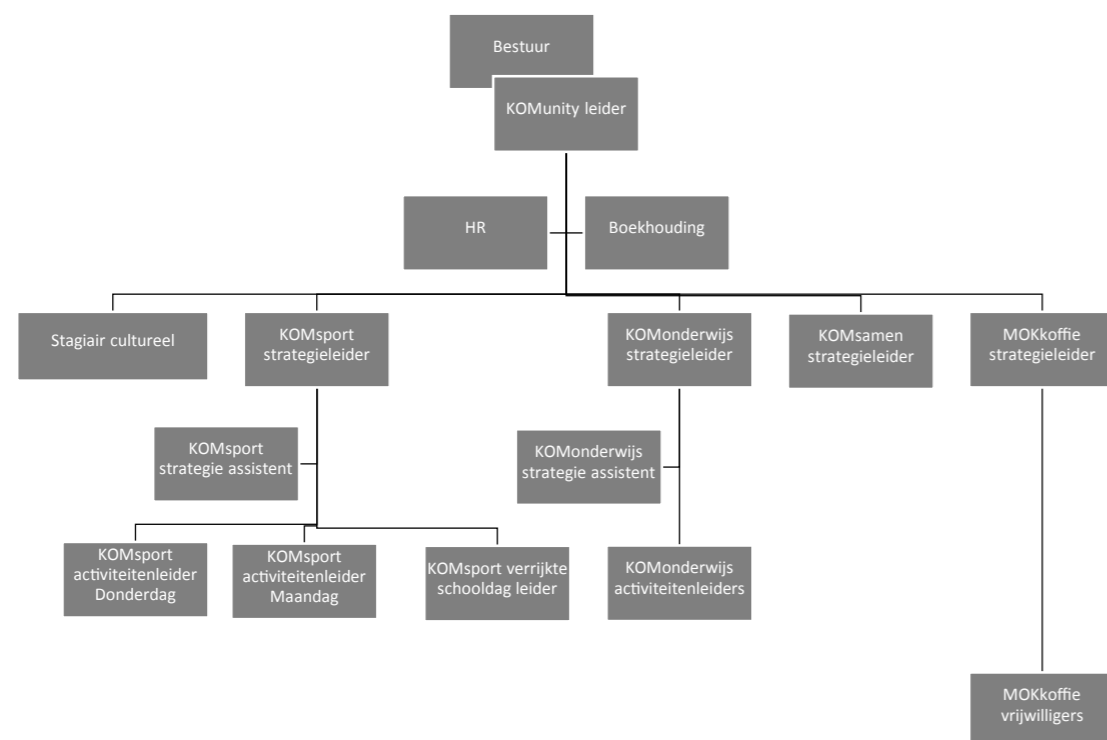 Bestuur
KOMunity leider
HR
Boekhouding
Stagiair cultureel
KOMsport
strategieleider
KOMonderwijs
strategieleider
KOMsamen
strategieleider
MOKkoffie
strategieleider
KOMsport
strategie assistent
KOMonderwijs
strategie assistent
KOMsport
activiteitenleider
Donderdag
KOMsport
activiteitenleider
Maandag
KOMsport verrijkte
schooldag leider
KOMonderwijs
activiteitenleiders
MOKkoffie
vrijwilligers